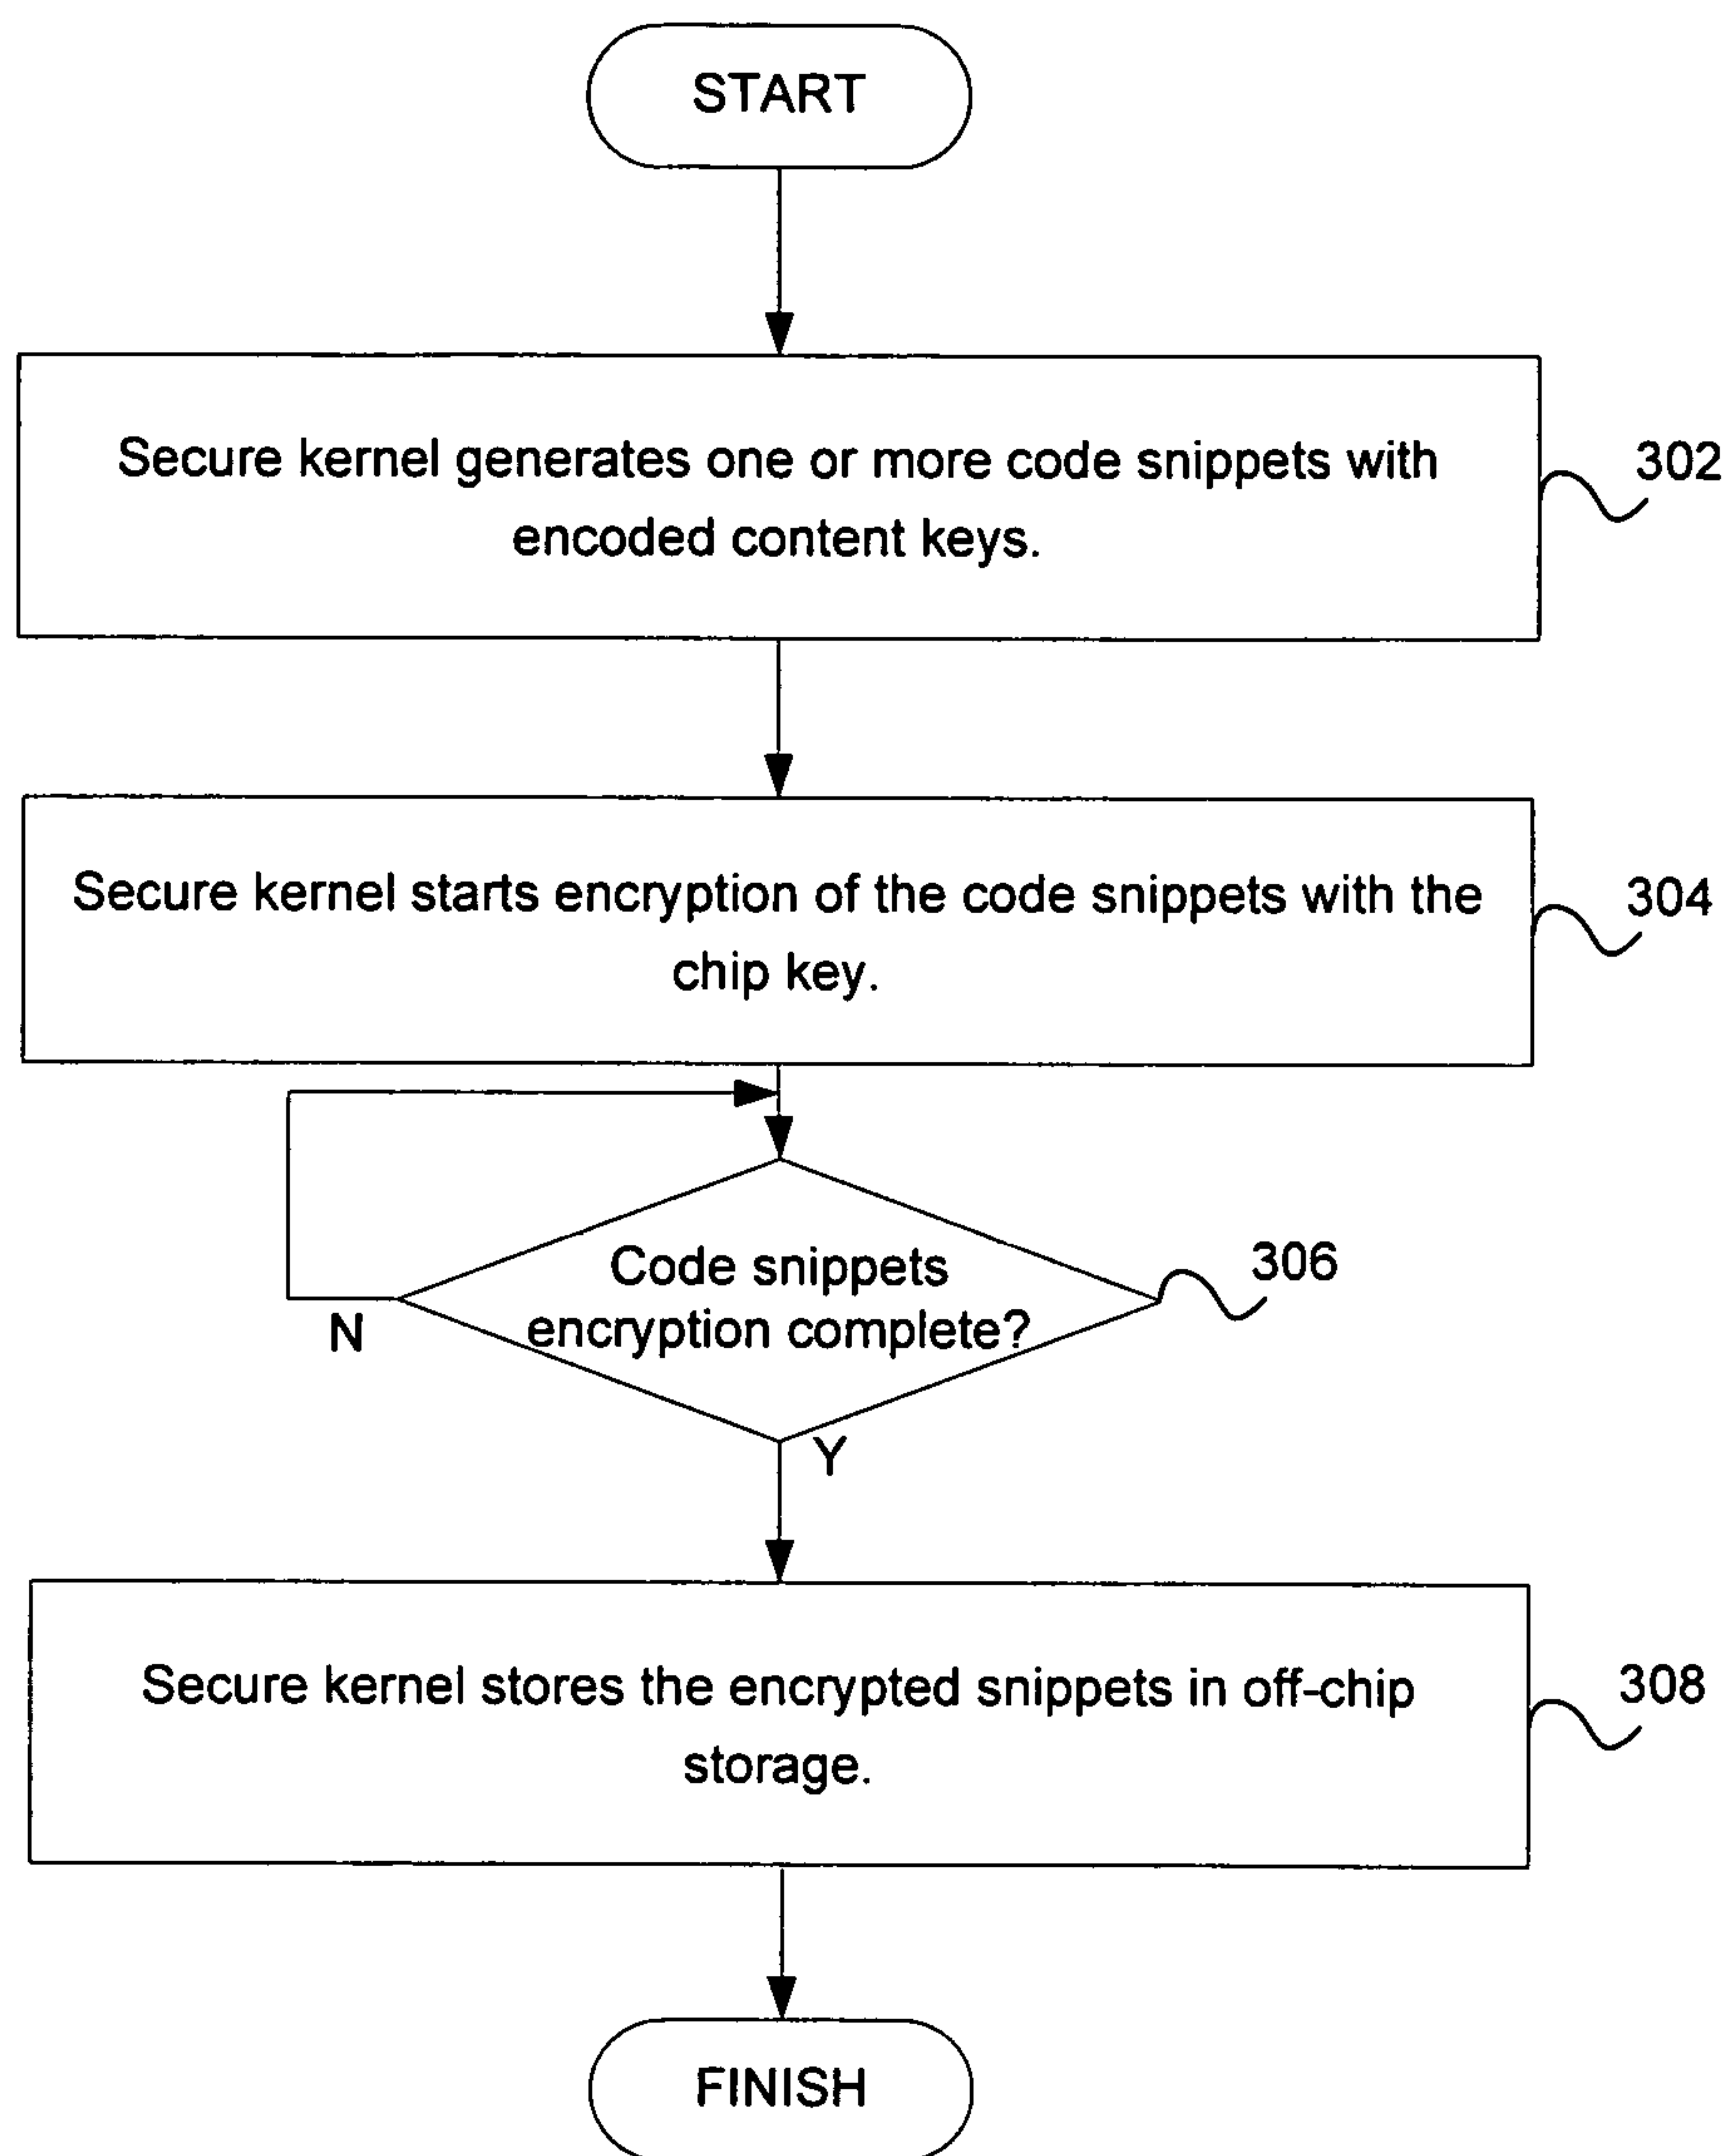 START
Secure kernel generates one or more code snippets with
encoded content keys.
302
Secure kernel starts encryption of the code snippets with the
chip key.
304
Code snippets
encryption complete?
306
N
Y
Secure kernel stores the encrypted snippets in off-chip
storage.
308
FINISH